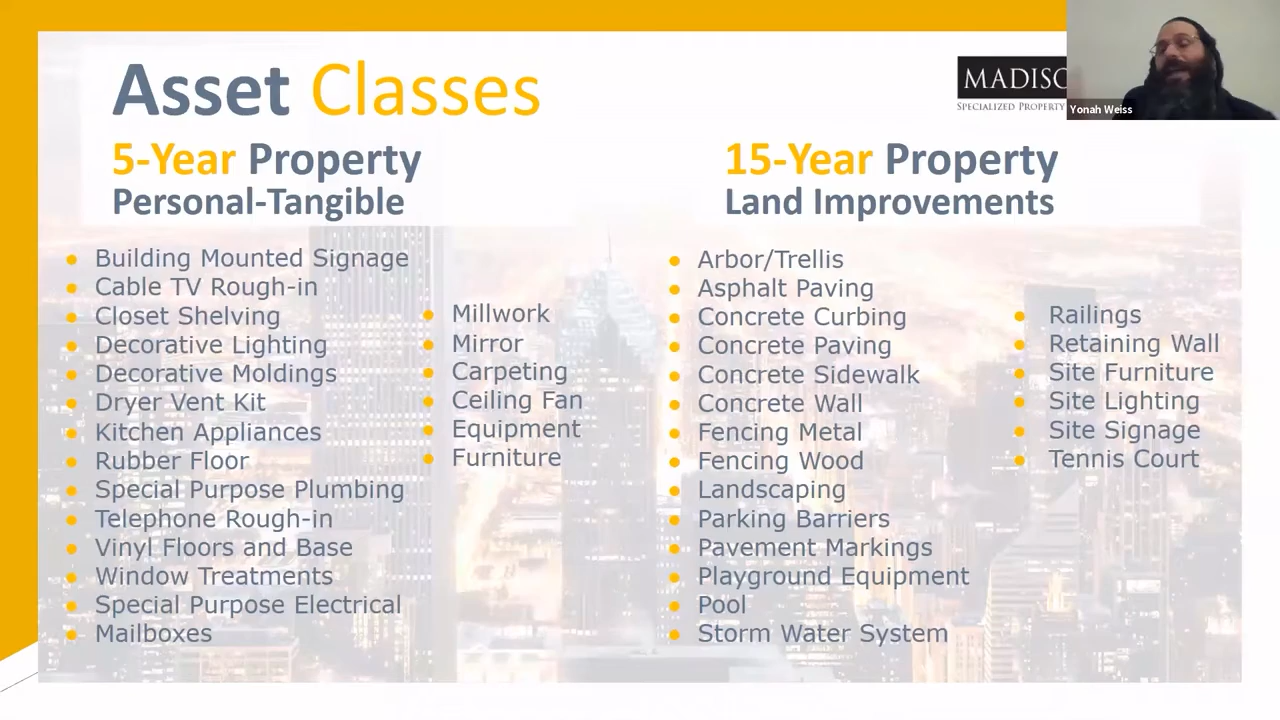 Asset Classes
MADISO
SPECIALIZED PROPERTY
Yonah Weiss
5-Year Property
Personal-Tangible
Building Mounted Signage
Cable TV Rough-in
Closet Shelving
Decorative Lighting
Decorative Moldings
Dryer Vent Kit
Kitchen Appliances
Rubber Floor
Special Purpose Plumbing
Telephone Rough-in
Vinyl Floors and Base
Window Treatments
Special Purpose Electrical
Mailboxes
Millwork
Mirror
Carpeting
Ceiling Fan
Equipment
Furniture
15-Year Property
Land Improvements
Arbor/Trellis
Asphalt Paving
Concrete Curbing
Concrete Paving
Concrete Sidewalk
Concrete Wall
Fencing Metal
Fencing Wood
Landscaping
Parking Barriers
Pavement Markings
Playground Equipment
Pool
Storm Water System
Railings
Retaining Wall
Site Furniture
Site Lighting
Site Signage
Tennis Court